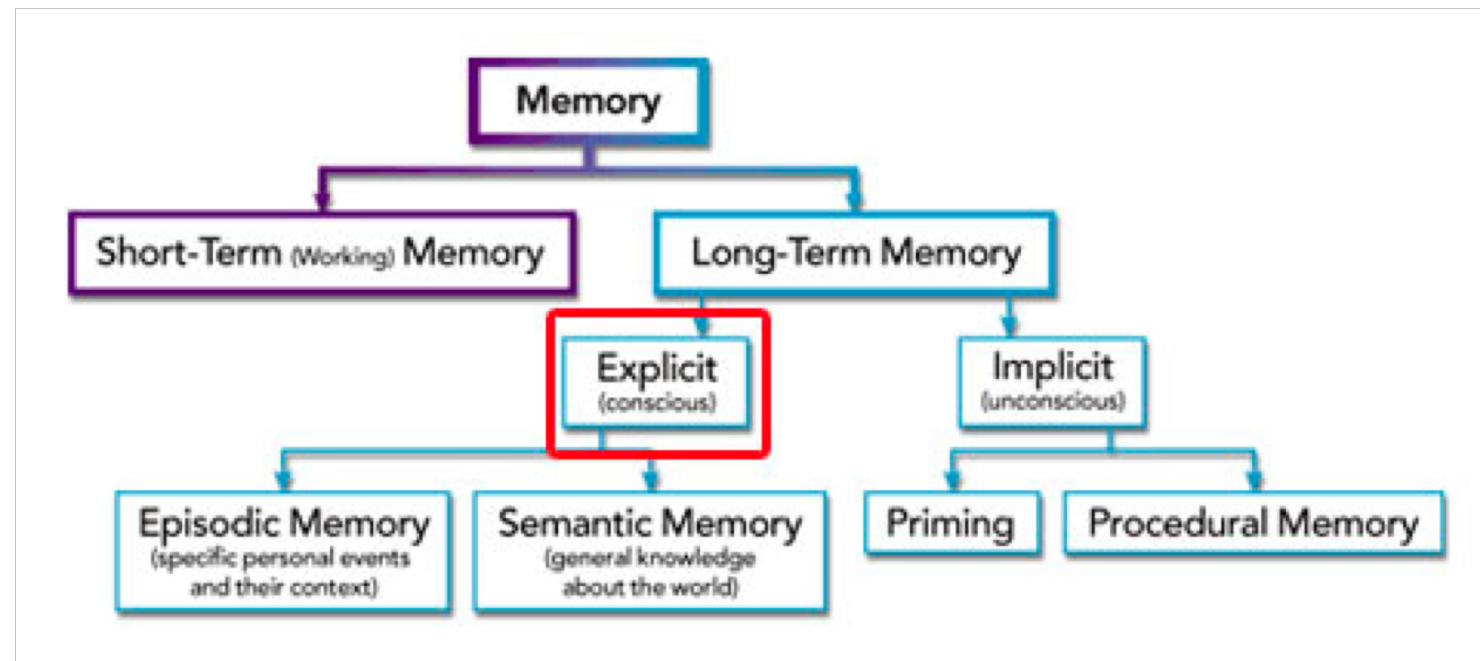 Memory
Short-Term (Working) Memory
Long-Term Memory
Explicit
(conscious)
Implicit
(unconscious)
Episodic Memory
(specific personal events
and their context)
Semantic Memory
(general knowledge
about the world)
Priming
Procedural Memory